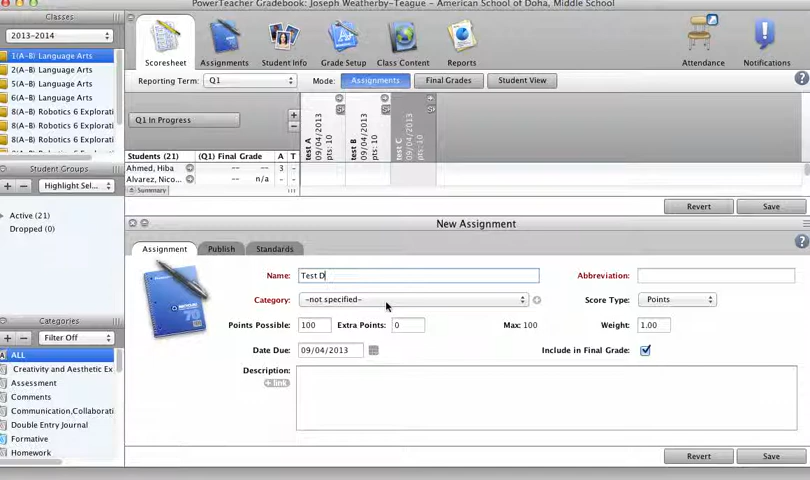 PowerTeacher Gradebook: Joseph Weatherby-Teague - American School of Doha, Middle School
Classes
2013-2014
1(A-B) Language Arts
2(A-B) Language Arts
5(A-B) Language Arts
6(A-B) Language Arts
8(A-B) Robotics 6 Explorati
8(A-B) Robotics 6 Explorati
8(A-B) Robotics 6 Explorati
Student Groups
Highlight Sel...
Active (21)
Dropped (0)
Categories
Filter Off
ALL
Creativity and Aesthetic Ex
Assessment
Comments
Communication,Collaborati
Double Entry Journal
Formative
Homework
Scoresheet
Assignments
Student Info
Grade Setup
Class Content
Reports
Attendance
Notifications
Reporting Term: Q1
Mode: Assignments Final Grades Student View
Q1 In Progress
test A
09/04/2013
pts: 10
test B
09/04/2013
pts: 10
test C
09/04/2013
pts: 10
Students (21) (Q1) Final Grade A T
Ahmed, Hiba -- -- 3 -
Alvarez, Nico... -- n/a - -
Summary
Revert Save
New Assignment
Assignment Publish Standards
Name: Test D Abbreviation:
Category: -not specified- Score Type: Points
Points Possible: 100 Extra Points: 0 Max: 100 Weight: 1.00
Date Due: 09/04/2013 Include in Final Grade:
Description:
link
Revert Save